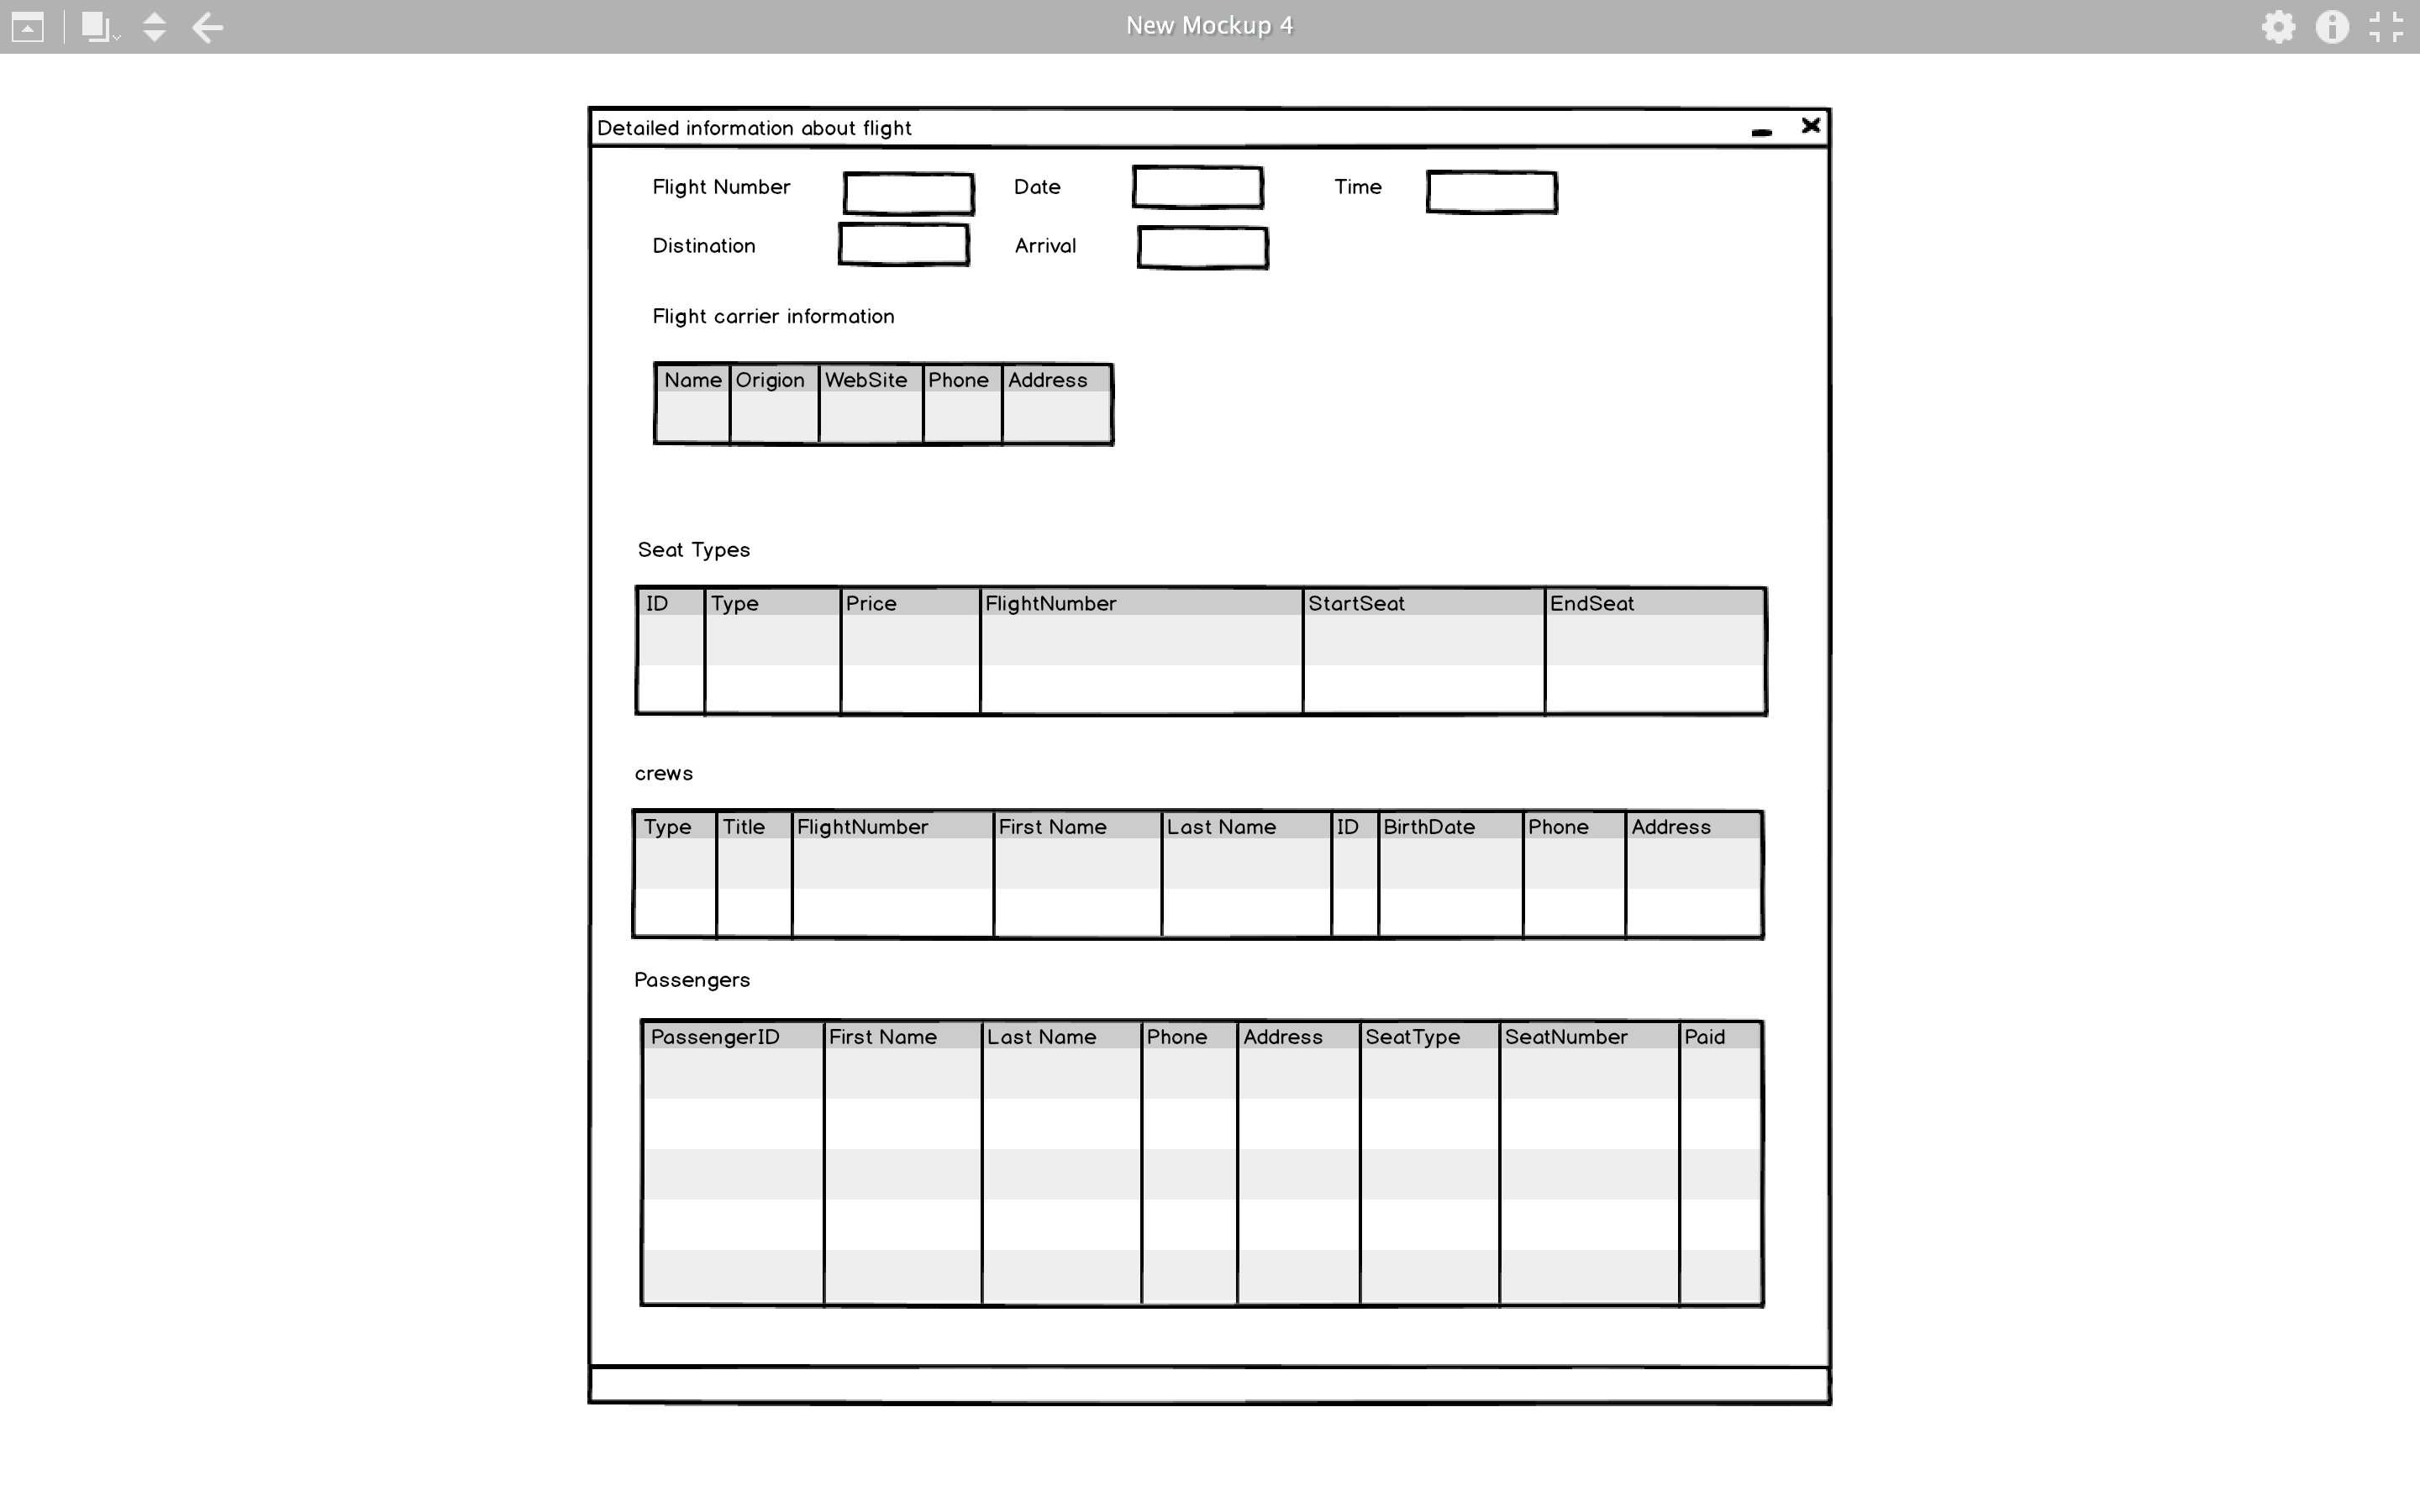 New Mockup 4
Detailed information about flight
Flight Number Date Time
Distination Arrival
Flight carrier information
Name Origion WebSite Phone Address
Seat Types
ID Type Price FlightNumber StartSeat EndSeat
crews
Type Title FlightNumber First Name Last Name ID BirthDate Phone Address
Passengers
PassengerID First Name Last Name Phone Address SeatType SeatNumber Paid